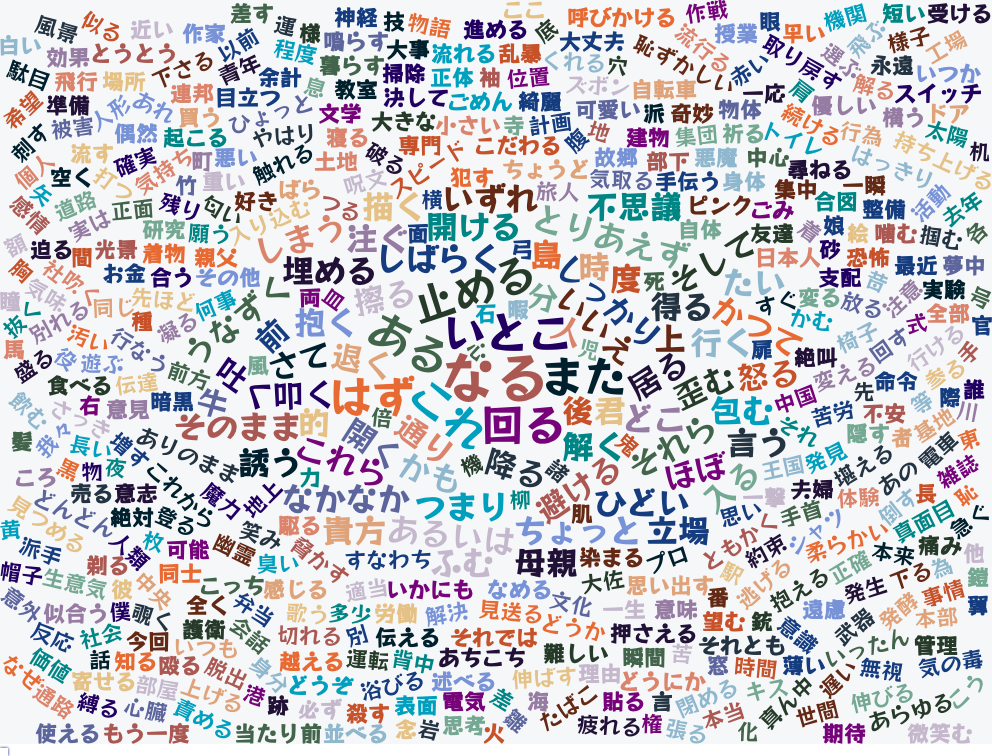 風景 似る 近い 作家 差す 運 様 神経 技 物語 進める ここ 底 呼びかける 作戦 眼 機関 短い 受ける
白い 効果 とうとう 以前 程度 鳴らす 大事 流れる 乱暴 大丈夫 恥ずかしい 流行る 授業 早い 選ぶ 飛ぶ 様子 工場
駄目 飛行 場所 下さる 青年 余計 暮らす 掃除 正体 袖 位置 くれる 穴 ズボン 自転車 赤い 取り戻す 永遠 いつか
希望 準備 人形 あれ 連邦 目立つ ひょっと 息 教室 決して ごめん 綺麗 可愛い 派 奇妙 物体 一応 肩 優しい 解る スイッチ
被害 偶然 買う 起こる やはり 文学 大きな 小さい 寺 計画 腹 地 建物 集団 祈る トイレ 続ける 行為 構う ドア 太陽 机
刺す 流す 確実 気持ち 町 悪い 触れる 寝る 破る 専門 こだわる 故郷 部下 悪魔 中心 尋ねる はっきり 持ち上げる
個人 空く 打つ 竹 重い 土地 呪文 スピード 犯す ちょうど 気取る 手伝う 身体 集中 一瞬 活動 去年
矢 感情 道路 正面 残り 匂い 好き ばら つる 描く 横 いずれ 旅人 不思議 ピンク ごみ 合図 整備 名
実は 研究 願う 入り込む しまう 注ぐ 面 開ける とりあえず 自体 友達 着 娘 絵 噛む 掴む
額 迫る 間 光景 着物 親父 埋める しばらく 弓 島 時 度 死 そして 日本人 砂 恐怖 最近 夢中
胸 社 吹く お金 合う その他 く 両 皿 擦る 止める 分 しっかり 得る たい 支配 苦 注意 実験 号
瞳 気味 同じ 先ほど 何事 うなずく 前 抱く ある 石 暇 いとこ いいで 上 かつて すぐ 変る 放る 全部
抜く 別れる 種 凝る 行く 扉 かむ 椅子 回す 式 官
馬 汚い 行なう 風 さて 退く 心 なる 児 また 居る 歪む 怒る 絶 皿 変える 行ける 手
盛る 役 遊ぶ 前方 吐く 叩く はず くそ 回る 後 君 どこ 包む 中国 先 命令 参る 誰
食べる 伝達 暗黒 牛 苦労 不安 等 際 川
飲む さっき 右 意見 そのまま 的 倍 通り 解く 鬼 それら 言う それ 隠す 者 基地
髪 我々 長い 増す ありのまま 誘う これら 開く かも 機 降る 諸 避ける ほぼ 入る 王国 発見 堪える あの 電車 東
ころ 黒 物 夜 これから 魔力 地上 力 なかなか つまり 柳 肌 ひどい 一撃 夫婦 体験 倒す 長 雑誌
どんどん 売る 意志 絶対 登る 笑み 駆る 貴方 あるいは ちょっと 立場 思い 手首 シャツ 真面目 恥 急ぐ
黄 見つめる 人類 枚 可能 幽霊 脅かす すなわち ふむ 母親 染まる プロ ともかく 約束 柔らかい 本来 痛み 他
派手 剃る 同士 臭い 大佐 駅 逃げる 正確 為 鎧
帽子 生意気 彼 中央 こっち 感じる 適当 いかにも なめる 思い出す 番 抱える 発生 下る 事情 翼
意外 似合う 僕 覗く 全く 弁当 歌う 多少 労働 解決 見送る 文化 一生 意味 望む 銃 遠慮 武器 発酵 本部
反応 社会 今回 護衛 会話 切れる 別 伝える それでは どうか 押さえる それとも 意識 いったん 管理
価値 話 知る いつも 殴る 身分 越える 運転 背中 あちこち 難しい 瞬間 苦 窓 時間 薄い 無視 気の毒
なぜ 通路 寄せる 部屋 脱出 どうぞ 浴びる 述べる 伸ばす 理由 どうにか 閉める キス 真ん中 遅い 伸びる こう
縛る 心臓 上げる 港 跡 必ず 殺す 表面 電気 差 海 たばこ 貼る 言 本当 世間 あらゆる
使える もう一度 責める 当たり前 並べる 念 岩 思考 火 疲れる 権 張る 化 期待 微笑む